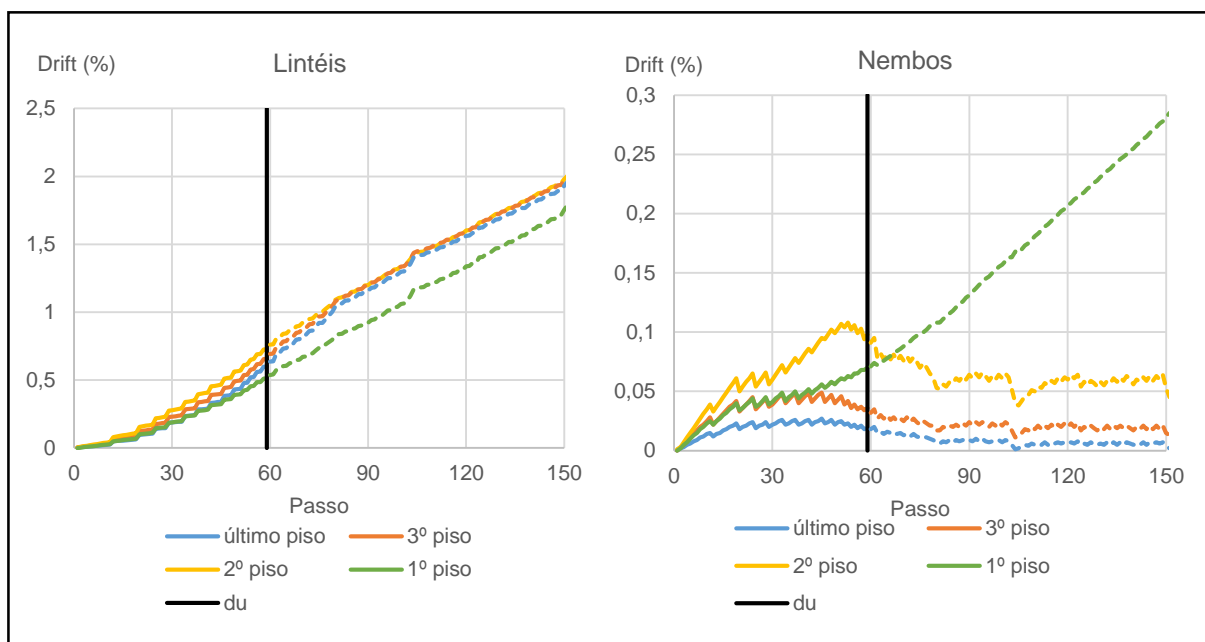 Drift (%)
Lintéis
2,5
2
1,5
1
0,5
0
0
30
60
90
120
150
Passo
último piso
3º piso
2º piso
1º piso
du
Drift (%)
Nembos
0,3
0,25
0,2
0,15
0,1
0,05
0
0
30
60
90
120
150
Passo
último piso
3º piso
2º piso
1º piso
du